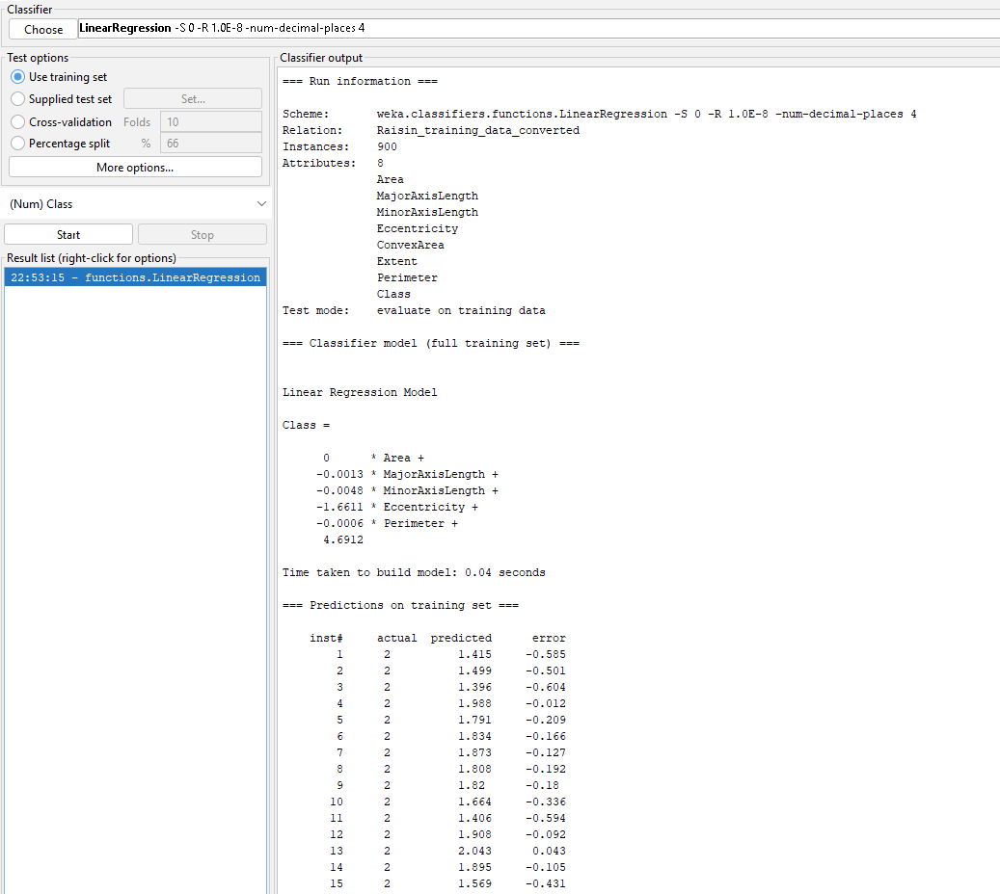 Classifier
Choose LinearRegression -S 0 -R 1.0E-8 -num-decimal-places 4
Test options
Use training set
Supplied test set Set...
Cross-validation Folds 10
Percentage split % 66
More options...
(Num) Class
Start Stop
Result list (right-click for options)
22:53:15 - functions.LinearRegression
Classifier output
=== Run information ===
Scheme: weka.classifiers.functions.LinearRegression -S 0 -R 1.0E-8 -num-decimal-places 4
Relation: Raisin_training_data_converted
Instances: 900
Attributes: 8
Area
MajorAxisLength
MinorAxisLength
Eccentricity
ConvexArea
Extent
Perimeter
Class
Test mode: evaluate on training data
=== Classifier model (full training set) ===
Linear Regression Model
Class =
0 * Area +
-0.0013 * MajorAxisLength +
-0.0048 * MinorAxisLength +
-1.6611 * Eccentricity +
-0.0006 * Perimeter +
4.6912
Time taken to build model: 0.04 seconds
=== Predictions on training set ===
inst# actual predicted error
1 2 1.415 -0.585
2 2 1.499 -0.501
3 2 1.396 -0.604
4 2 1.988 -0.012
5 2 1.791 -0.209
6 2 1.834 -0.166
7 2 1.873 -0.127
8 2 1.808 -0.192
9 2 1.82 -0.18
10 2 1.664 -0.336
11 2 1.406 -0.594
12 2 1.908 -0.092
13 2 2.043 0.043
14 2 1.895 -0.105
15 2 1.569 -0.431